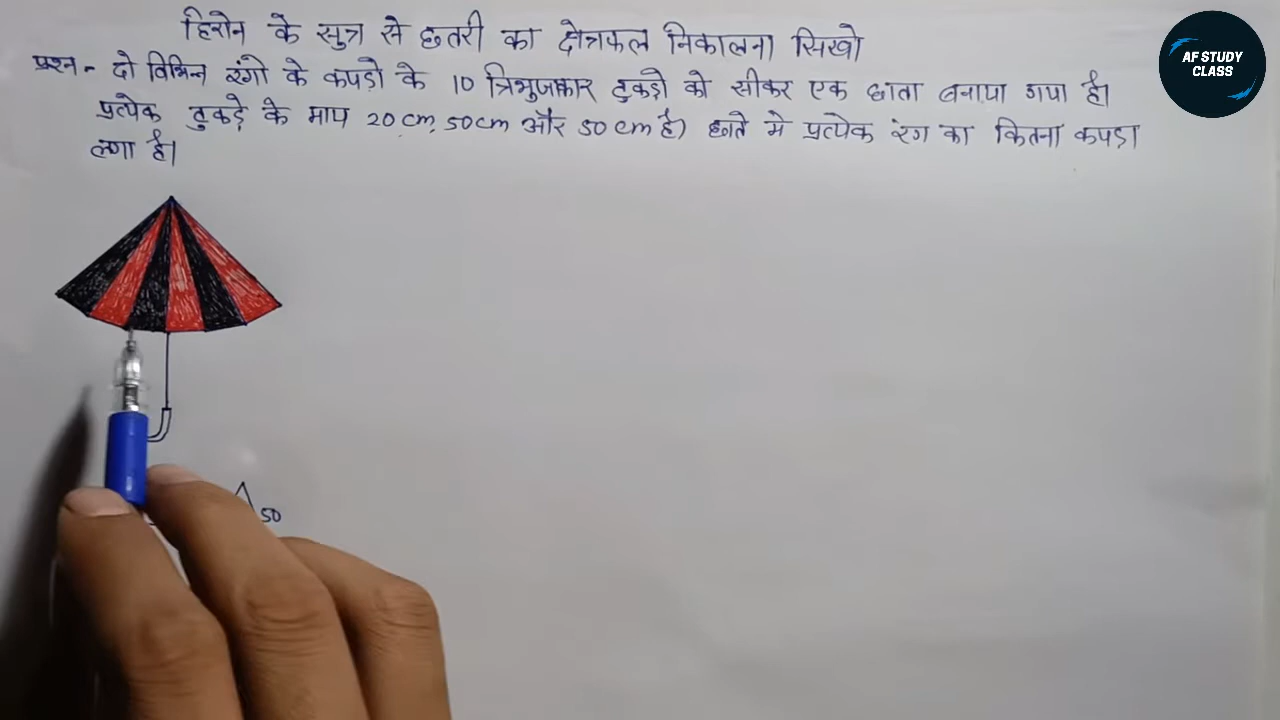 हिरोन के सुत्र से छतरी का क्षेत्रफल निकालना सिखो
AF STUDY
CLASS
प्रश्न - दो विभिन्न रंगो के कपड़ो के 10 त्रिभुजाकार टुकड़ो को सीकर एक छाता बनाया गया है।
प्रत्येक टुकड़े के माप 20 cm, 50 cm और 50 cm है) छाते मे प्रत्येक रंग का कितना कपड़ा
लगा है।
50